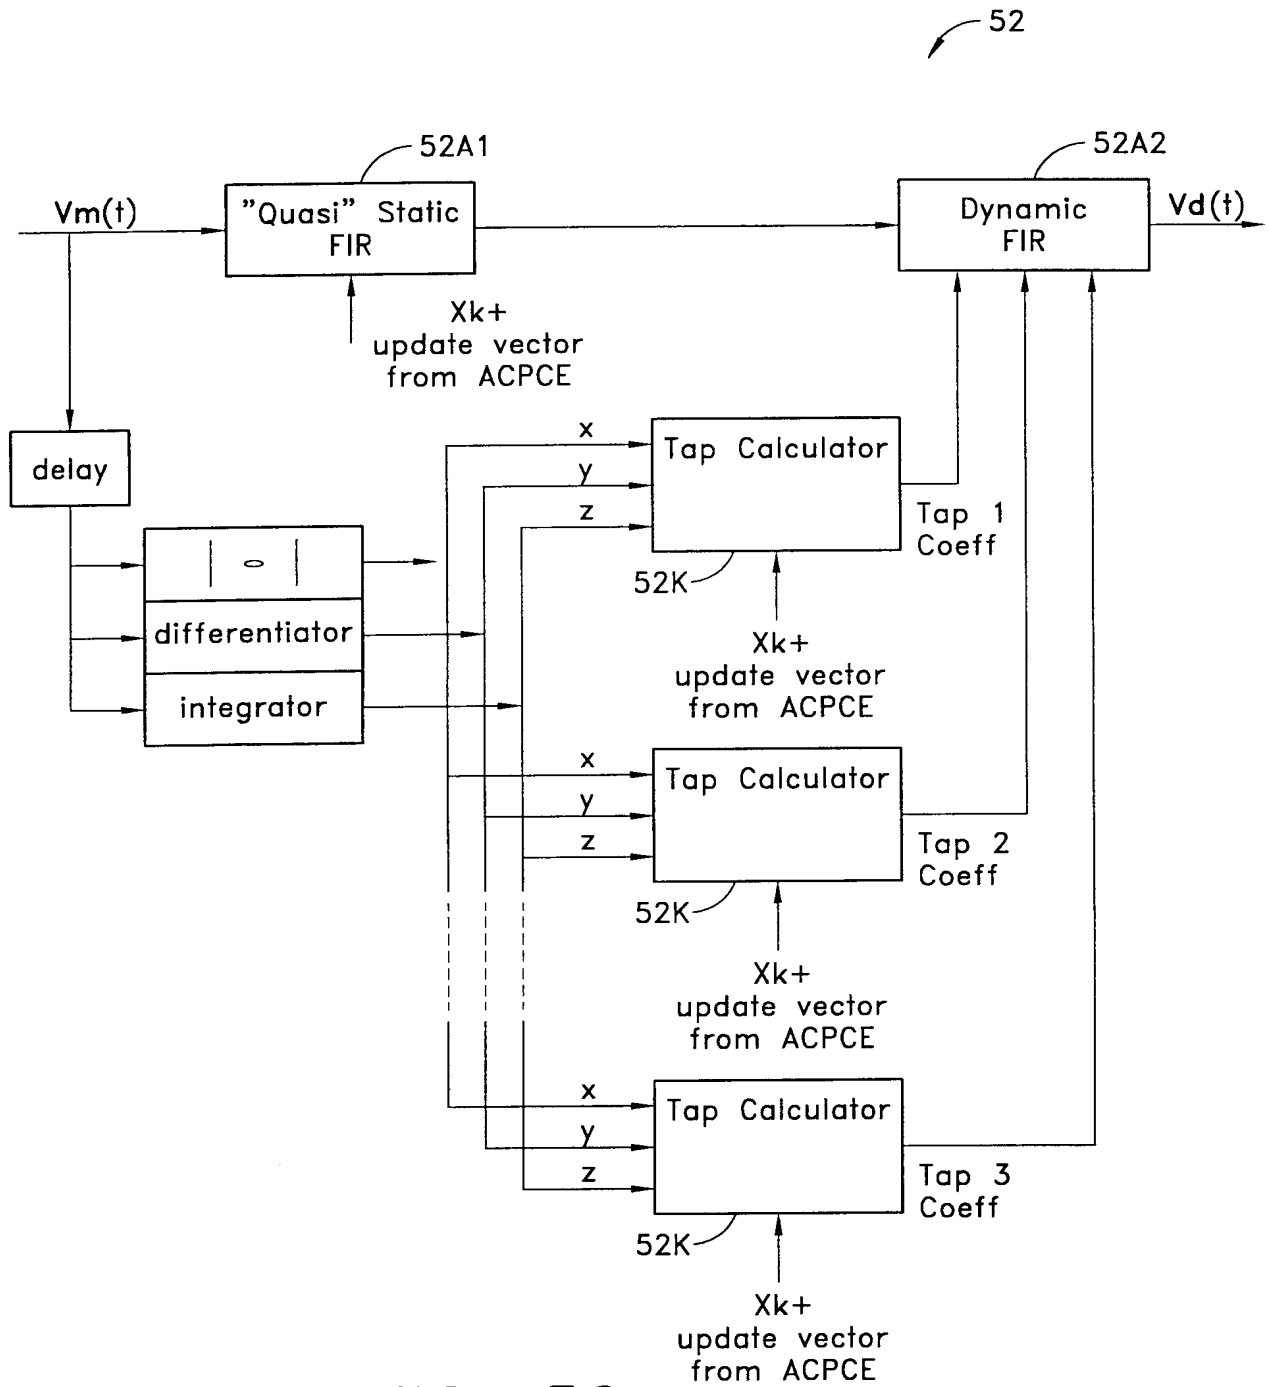 52
52A1
52A2
Vm(t)
"Quasi" Static
FIR
Dynamic
FIR
Vd(t)
Xk+
update vector
from ACPCE
delay
| o |
differentiator
integrator
x
y
z
Tap Calculator
Tap 1
Coeff
52K
Xk+
update vector
from ACPCE
x
y
z
Tap Calculator
Tap 2
Coeff
52K
Xk+
update vector
from ACPCE
x
y
z
Tap Calculator
Tap 3
Coeff
52K
Xk+
update vector
from ACPCE